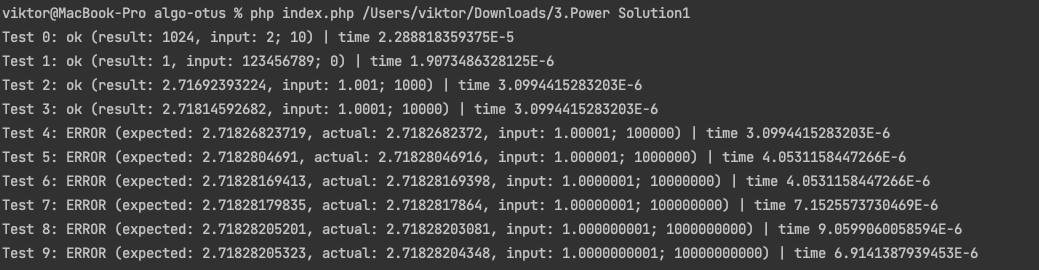 viktor@MacBook-Pro algo-otus % php index.php /Users/viktor/Downloads/3.Power Solution1
Test 0: ok (result: 1024, input: 2; 10) | time 2.288818359375E-5
Test 1: ok (result: 1, input: 123456789; 0) | time 1.9073486328125E-6
Test 2: ok (result: 2.71692393224, input: 1.001; 1000) | time 3.0994415283203E-6
Test 3: ok (result: 2.71814592682, input: 1.0001; 10000) | time 3.0994415283203E-6
Test 4: ERROR (expected: 2.71826823719, actual: 2.7182682372, input: 1.00001; 100000) | time 3.0994415283203E-6
Test 5: ERROR (expected: 2.7182804691, actual: 2.71828046916, input: 1.000001; 1000000) | time 4.0531158447266E-6
Test 6: ERROR (expected: 2.71828169413, actual: 2.71828169398, input: 1.0000001; 10000000) | time 4.0531158447266E-6
Test 7: ERROR (expected: 2.71828179835, actual: 2.7182817864, input: 1.00000001; 100000000) | time 7.1525573730469E-6
Test 8: ERROR (expected: 2.71828205201, actual: 2.71828203081, input: 1.000000001; 1000000000) | time 9.0599060058594E-6
Test 9: ERROR (expected: 2.71828205323, actual: 2.71828204348, input: 1.0000000001; 10000000000) | time 6.9141387939453E-6